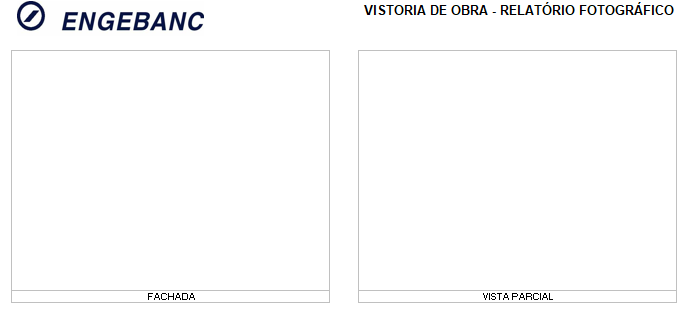 ENGEBANC
VISTORIA DE OBRA - RELATÓRIO FOTOGRÁFICO
FACHADA
VISTA PARCIAL